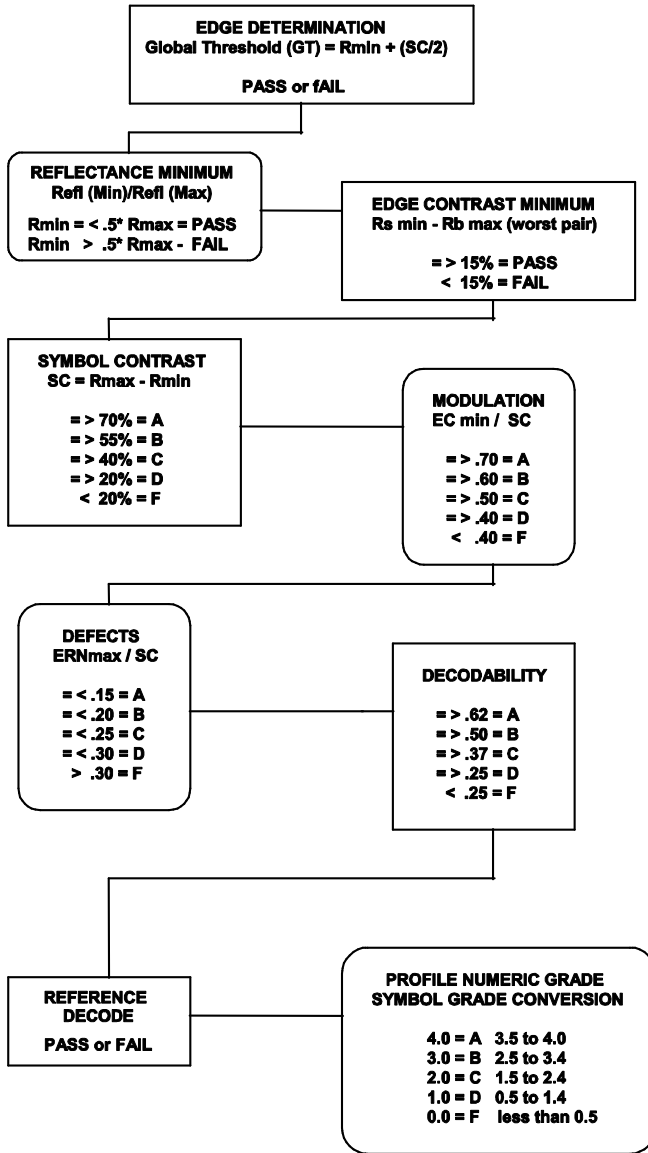 EDGE DETERMINATION
Global Threshold (GT) = Rmin + (SC/2)
PASS or fAIL
REFLECTANCE MINIMUM
Refl (Min)/Refl (Max)
Rmin = < .5* Rmax = PASS
Rmin > .5* Rmax - FAIL
EDGE CONTRAST MINIMUM
Rs min - Rb max (worst pair)
= > 15% = PASS
< 15% = FAIL
SYMBOL CONTRAST
SC = Rmax - Rmin
= > 70% = A
= > 55% = B
= > 40% = C
= > 20% = D
< 20% = F
MODULATION
EC min / SC
= > .70 = A
= > .60 = B
= > .50 = C
= > .40 = D
< .40 = F
DEFECTS
ERNmax / SC
= < .15 = A
= < .20 = B
= < .25 = C
= < .30 = D
> .30 = F
DECODABILITY
= > .62 = A
= > .50 = B
= > .37 = C
= > .25 = D
< .25 = F
REFERENCE
DECODE
PASS or FAIL
PROFILE NUMERIC GRADE
SYMBOL GRADE CONVERSION
4.0 = A 3.5 to 4.0
3.0 = B 2.5 to 3.4
2.0 = C 1.5 to 2.4
1.0 = D 0.5 to 1.4
0.0 = F less than 0.5